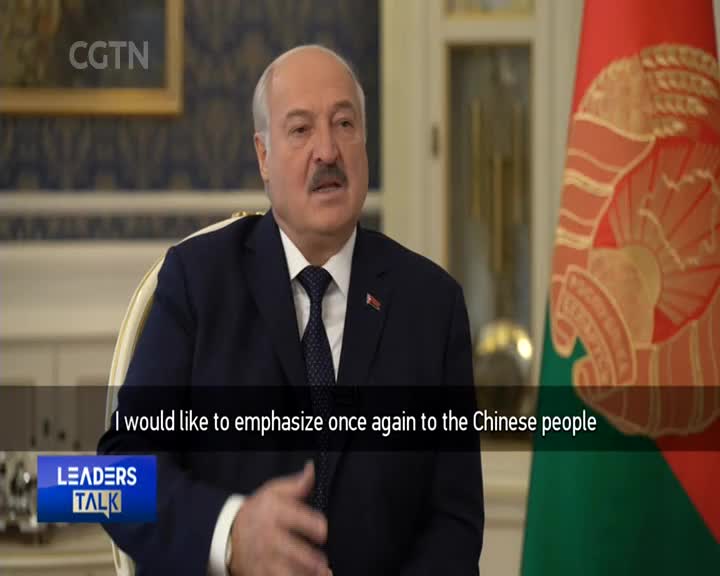 CGTN
I would like to emphasize once again to the Chinese people
LEADERS
TALK